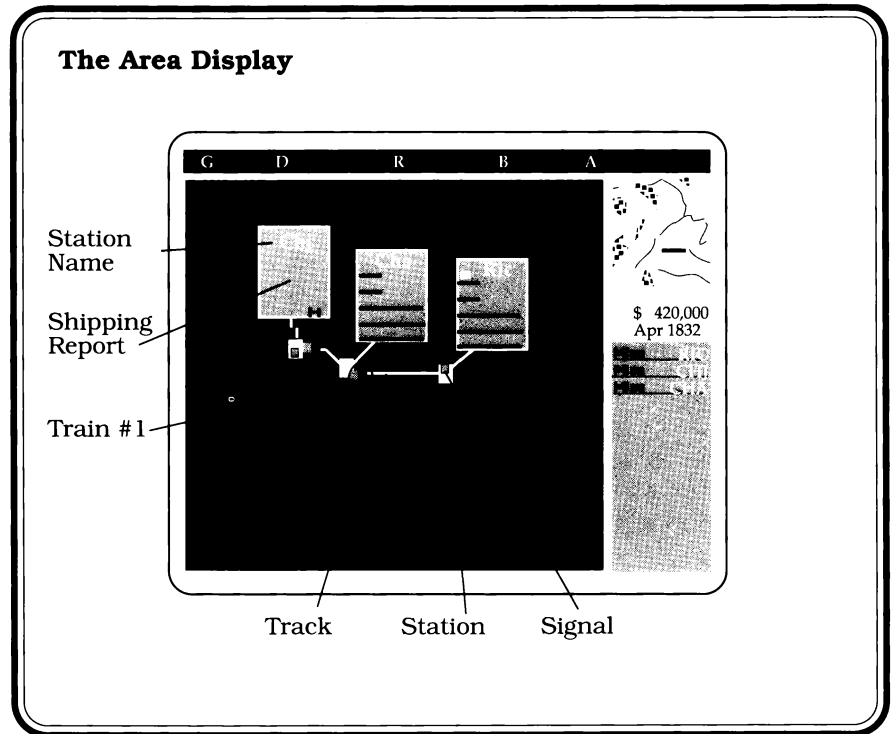 The Area Display
G D R B A
Station
Name
Shipping
Report
$ 420,000
Apr 1832
Train #1
Track Station Signal